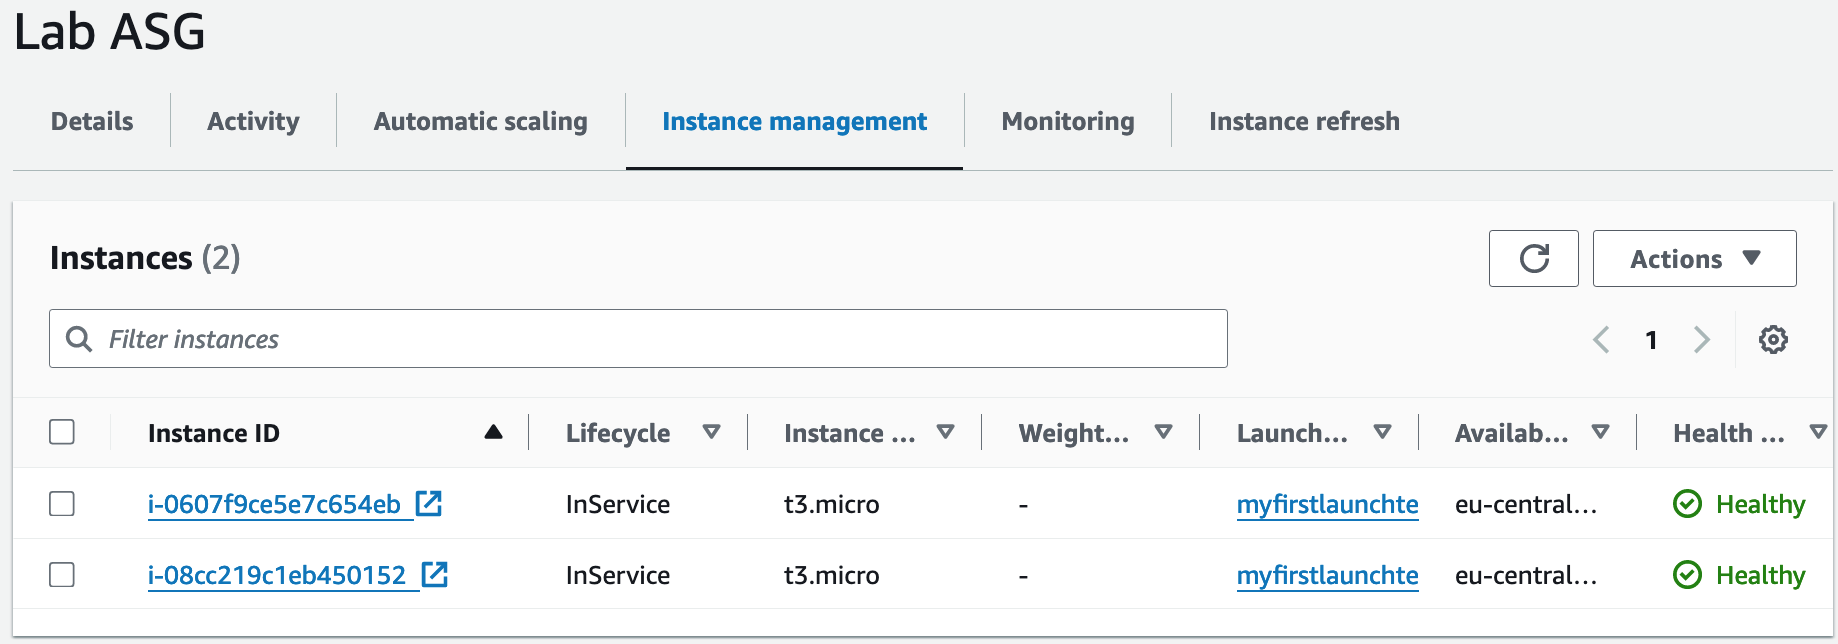 Lab ASG
Details Activity Automatic scaling Instance management Monitoring Instance refresh
Instances (2)
Actions
Filter instances
1
Instance ID Lifecycle Instance ... Weight... Launch... Availab... Health ...
i-0607f9ce5e7c654eb InService t3.micro - myfirstlaunchte eu-central... Healthy
i-08cc219c1eb450152 InService t3.micro - myfirstlaunchte eu-central... Healthy